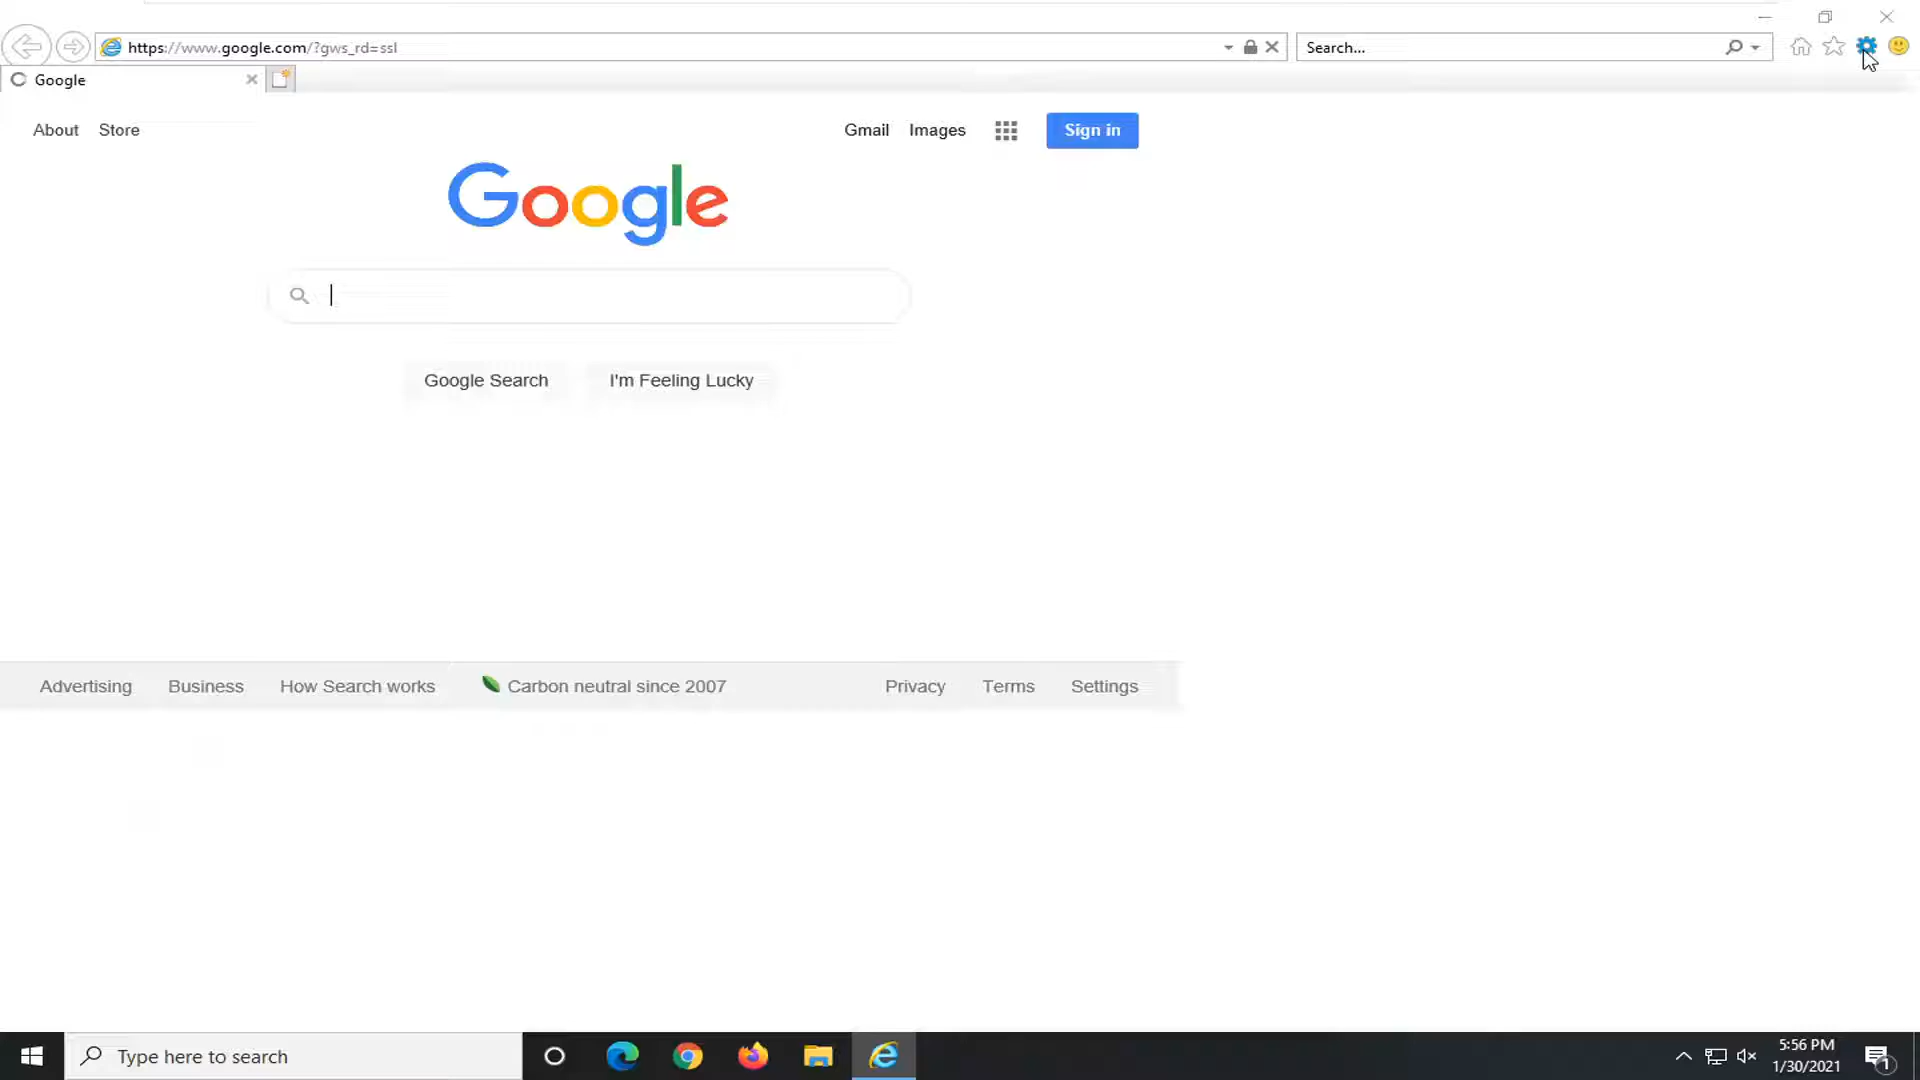 https://www.google.com/?gws_rd=ssl
Search...
Google
About Store
Gmail Images Sign in
Google
Google Search I'm Feeling Lucky
Advertising Business How Search works Carbon neutral since 2007 Privacy Terms Settings
Type here to search
5:56 PM
1/30/2021
1